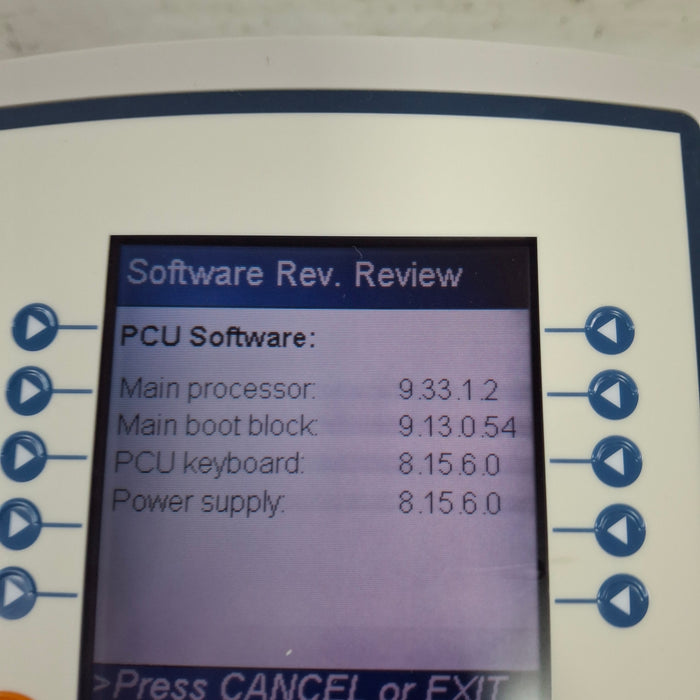 Software Rev. Review
PCU Software:
Main processor: 9.33.1.2
Main boot block: 9.13.0.54
PCU keyboard: 8.15.6.0
Power supply: 8.15.6.0
>Press CANCEL or EXIT